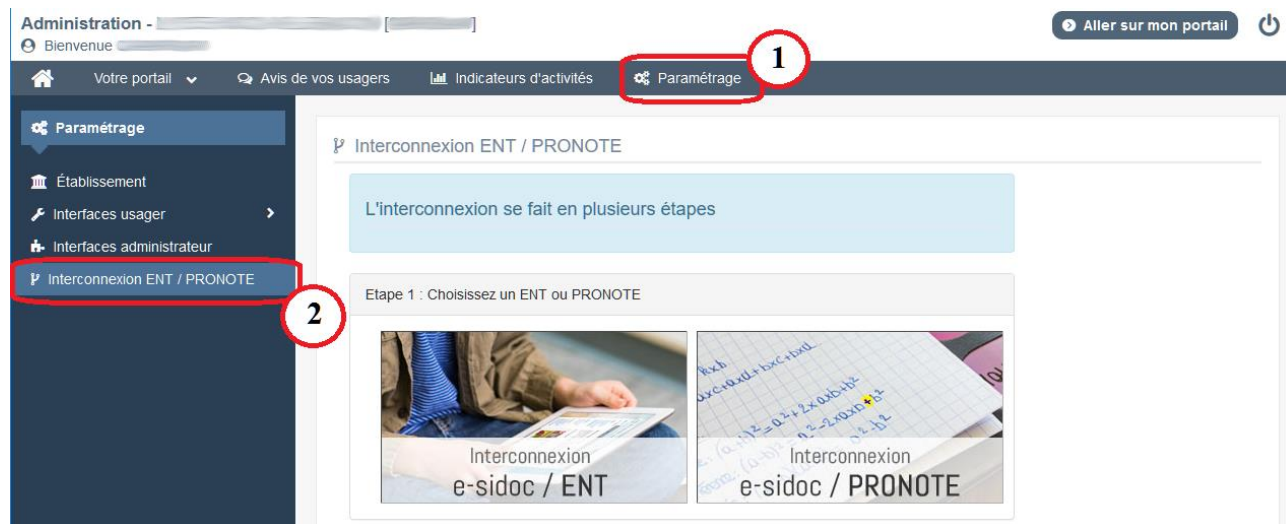 Administration - [ ]
Bienvenue
Aller sur mon portail
Votre portail
Avis de vos usagers
Indicateurs d'activités
Paramétrage
1
Paramétrage
Établissement
Interfaces usager
Interfaces administrateur
Interconnexion ENT / PRONOTE
2
Interconnexion ENT / PRONOTE
L'interconnexion se fait en plusieurs étapes
Etape 1 : Choisissez un ENT ou PRONOTE
Interconnexion
e-sidoc / ENT
Interconnexion
e-sidoc / PRONOTE